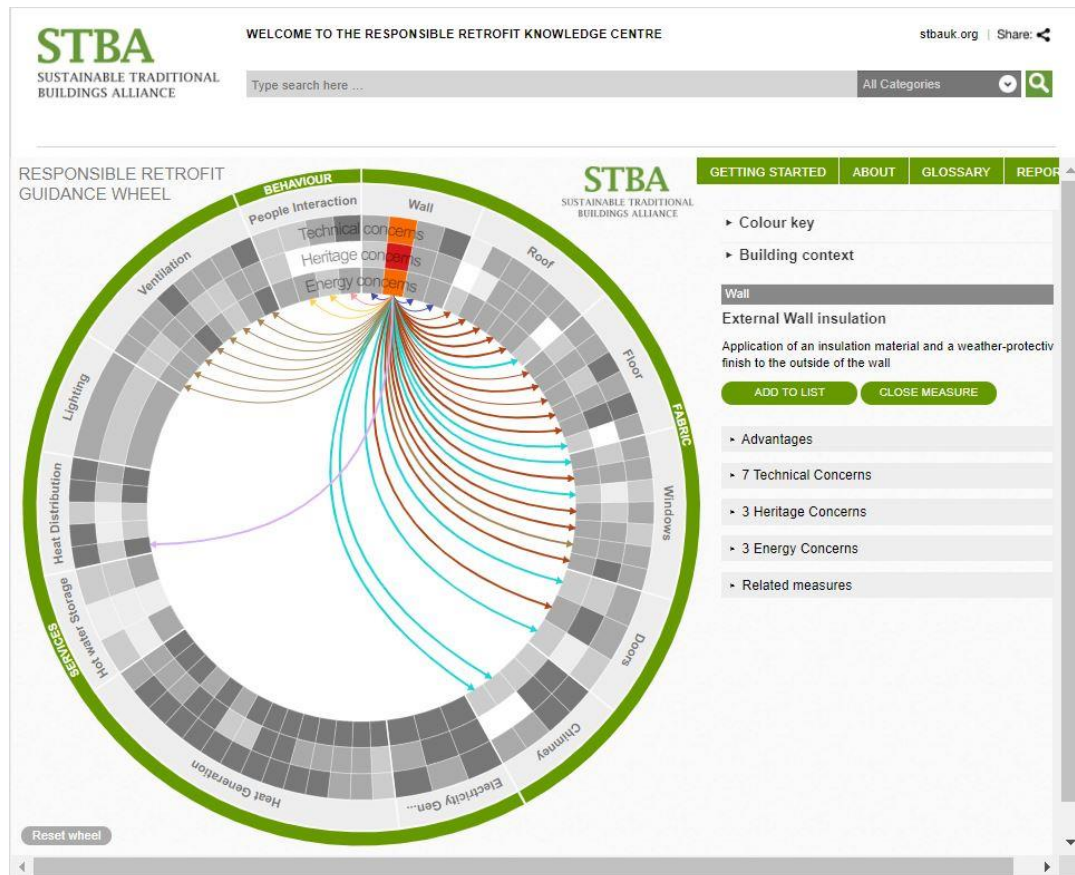 STBA
SUSTAINABLE TRADITIONAL
BUILDINGS ALLIANCE
WELCOME TO THE RESPONSIBLE RETROFIT KNOWLEDGE CENTRE
stbauk.org | Share:
Type search here ...
All Categories
RESPONSIBLE RETROFIT
GUIDANCE WHEEL
STBA
SUSTAINABLE TRADITIONAL
BUILDINGS ALLIANCE
GETTING STARTED
ABOUT
GLOSSARY
REPOR
BEHAVIOUR
People Interaction
Wall
Roof
Floor
FABRIC
Windows
Doors
Chimney
Electricity Gen...
Heat Generation
SERVICES
Hot water Storage
Heat Distribution
Lighting
Ventilation
Technical concerns
Heritage concerns
Energy concerns
Colour key
Building context
Wall
External Wall insulation
Application of an insulation material and a weather-protectiv
finish to the outside of the wall
ADD TO LIST
CLOSE MEASURE
Advantages
7 Technical Concerns
3 Heritage Concerns
3 Energy Concerns
Related measures
Reset wheel